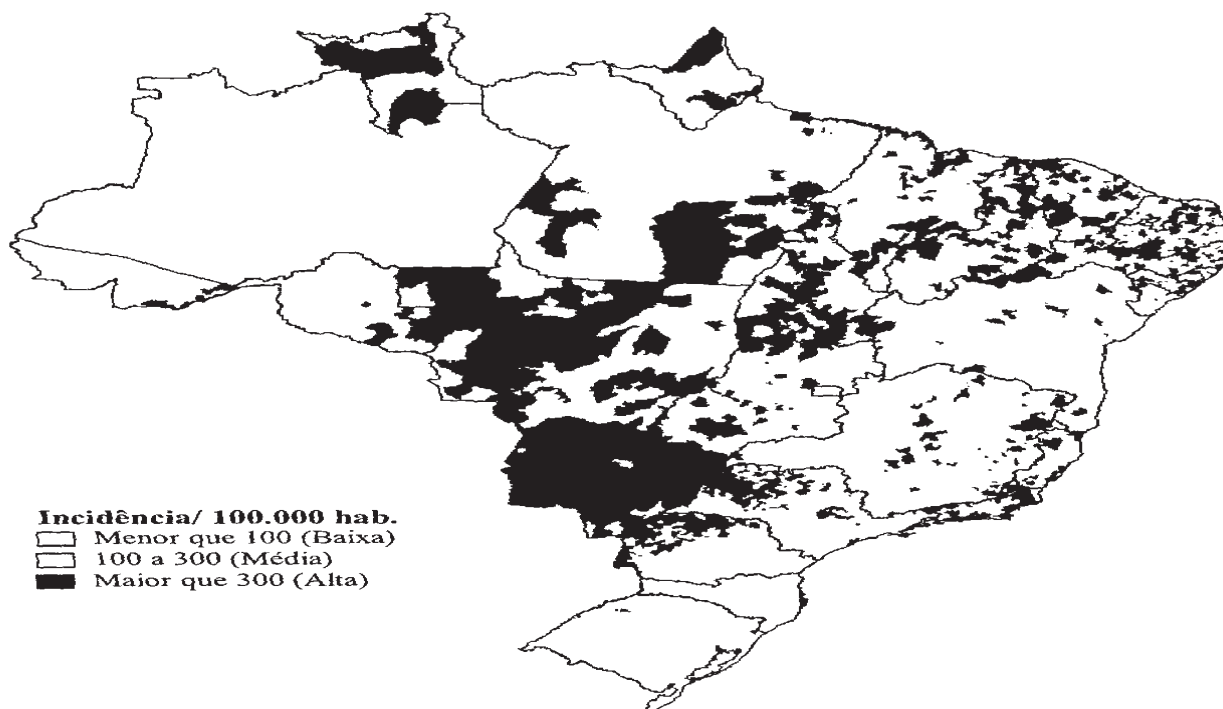 Incidência/ 100.000 hab.
Menor que 100 (Baixa)
100 a 300 (Média)
Maior que 300 (Alta)